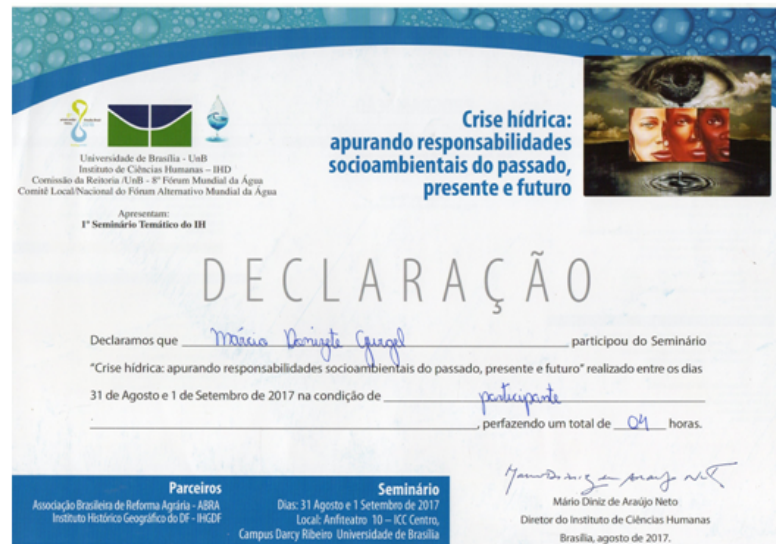 Crise hídrica:
apurando responsabilidades
socioambientais do passado,
presente e futuro
Universidade de Brasília - UnB
Instituto de Ciências Humanas – IHD
Comissão da Reitoria /UnB - 8º Fórum Mundial da Água
Comitê Local/Nacional do Fórum Alternativo Mundial da Água
Apresentam:
1º Seminário Temático do IH
DECLARAÇÃO
Declaramos que Márcia Danizete Gurgel participou do Seminário
"Crise hídrica: apurando responsabilidades socioambientais do passado, presente e futuro" realizado entre os dias
31 de Agosto e 1 de Setembro de 2017 na condição de participante
, perfazendo um total de 04 horas.
Parceiros
Associação Brasileira de Reforma Agrária - ABRA
Instituto Histórico Geográfico do DF - IHGDF
Seminário
Dias: 31 Agosto e 1 Setembro de 2017
Local: Anfiteatro 10 – ICC Centro,
Campus Darcy Ribeiro Universidade de Brasília
Mário Diniz de Araújo Neto
Diretor do Instituto de Ciências Humanas
Brasília, agosto de 2017.